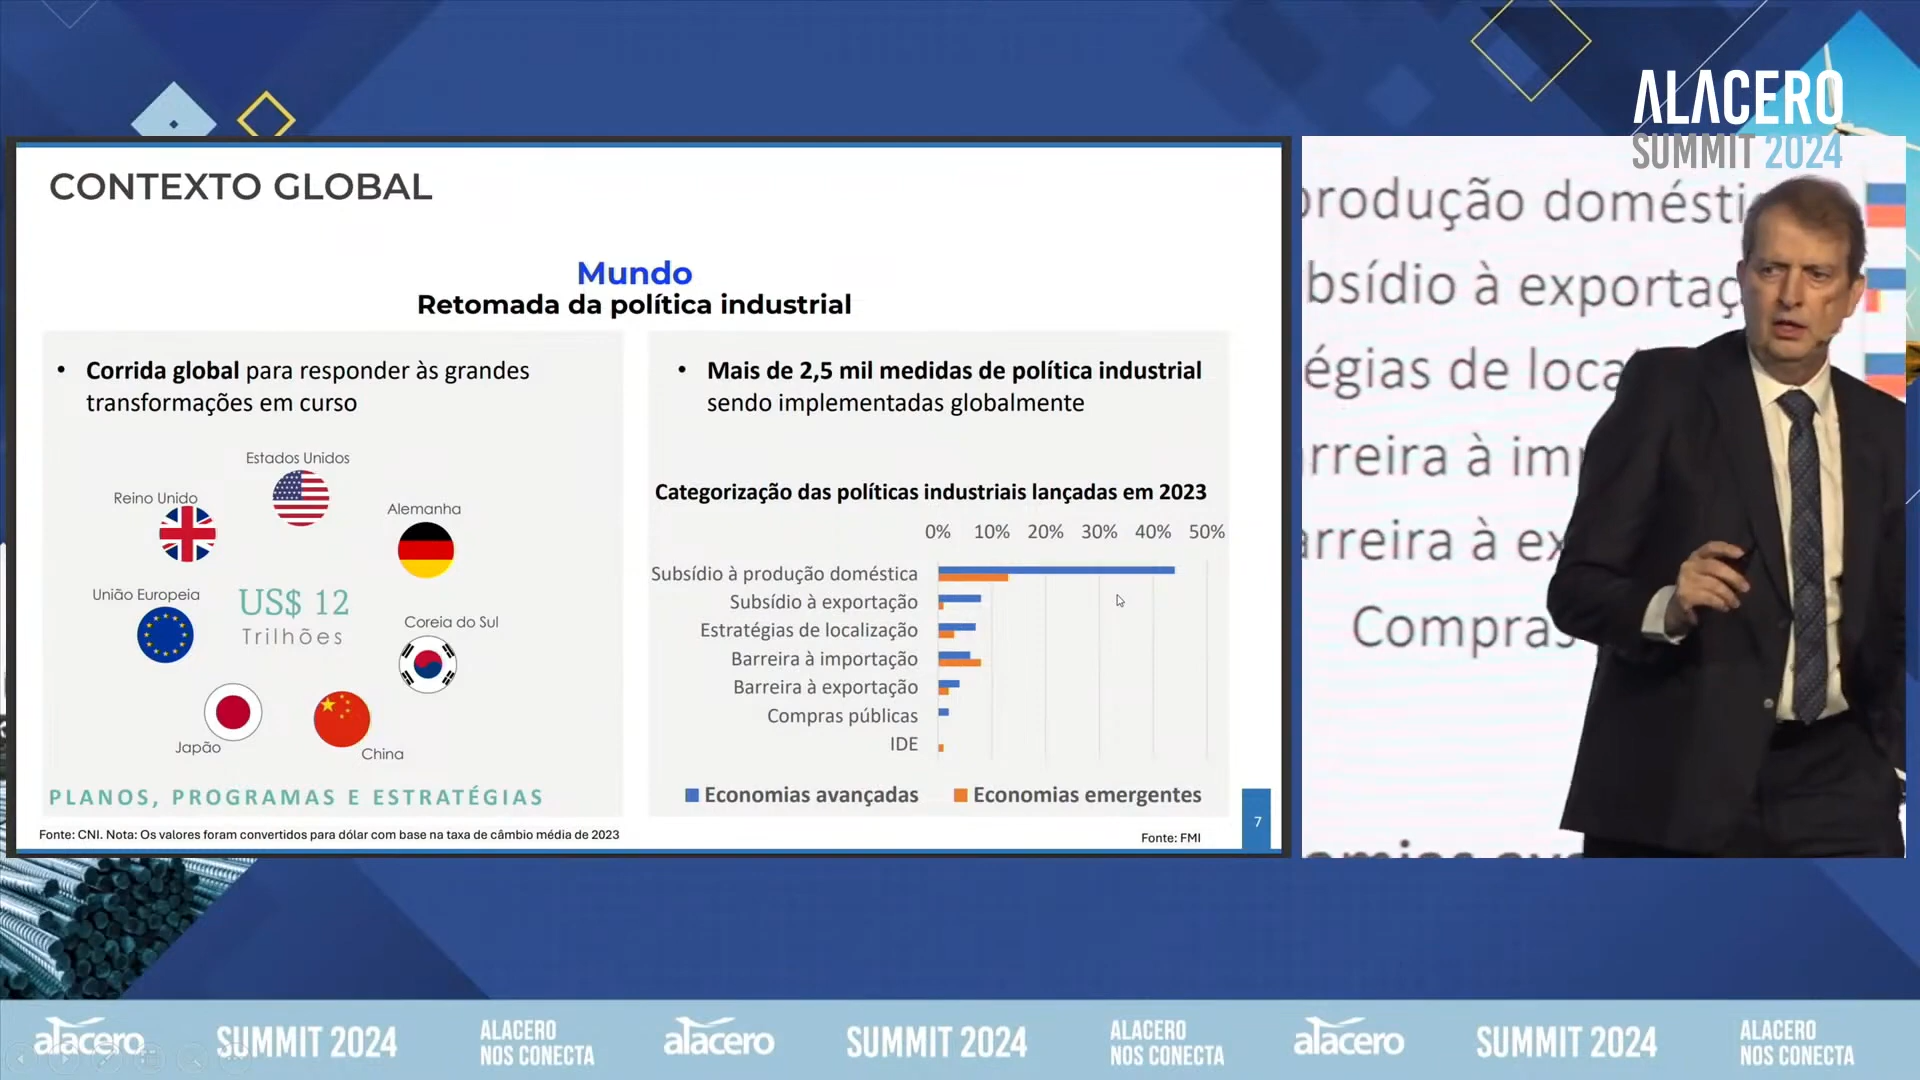 ALACERO
SUMMIT 2024
CONTEXTO GLOBAL
Mundo
Retomada da política industrial
• Corrida global para responder às grandes
transformações em curso
Estados Unidos
Reino Unido
Alemanha
União Europeia
US$ 12
Trilhões
Coreia do Sul
Japão
China
PLANOS, PROGRAMAS E ESTRATÉGIAS
Fonte: CNI. Nota: Os valores foram convertidos para dólar com base na taxa de câmbio média de 2023
• Mais de 2,5 mil medidas de política industrial
sendo implementadas globalmente
Categorização das políticas industriais lançadas em 2023
0% 10% 20% 30% 40% 50%
Subsídio à produção doméstica
Subsídio à exportação
Estratégias de localização
Barreira à importação
Barreira à exportação
Compras públicas
IDE
Economias avançadas Economias emergentes
Fonte: FMI
7
produção domésti
bsídio à exportaç
égias de loca
rreira à im
arreira à ex
Compras
alacero SUMMIT 2024 ALACERO NOS CONECTA alacero SUMMIT 2024 ALACERO NOS CONECTA alacero SUMMIT 2024 ALACERO NOS CONECTA